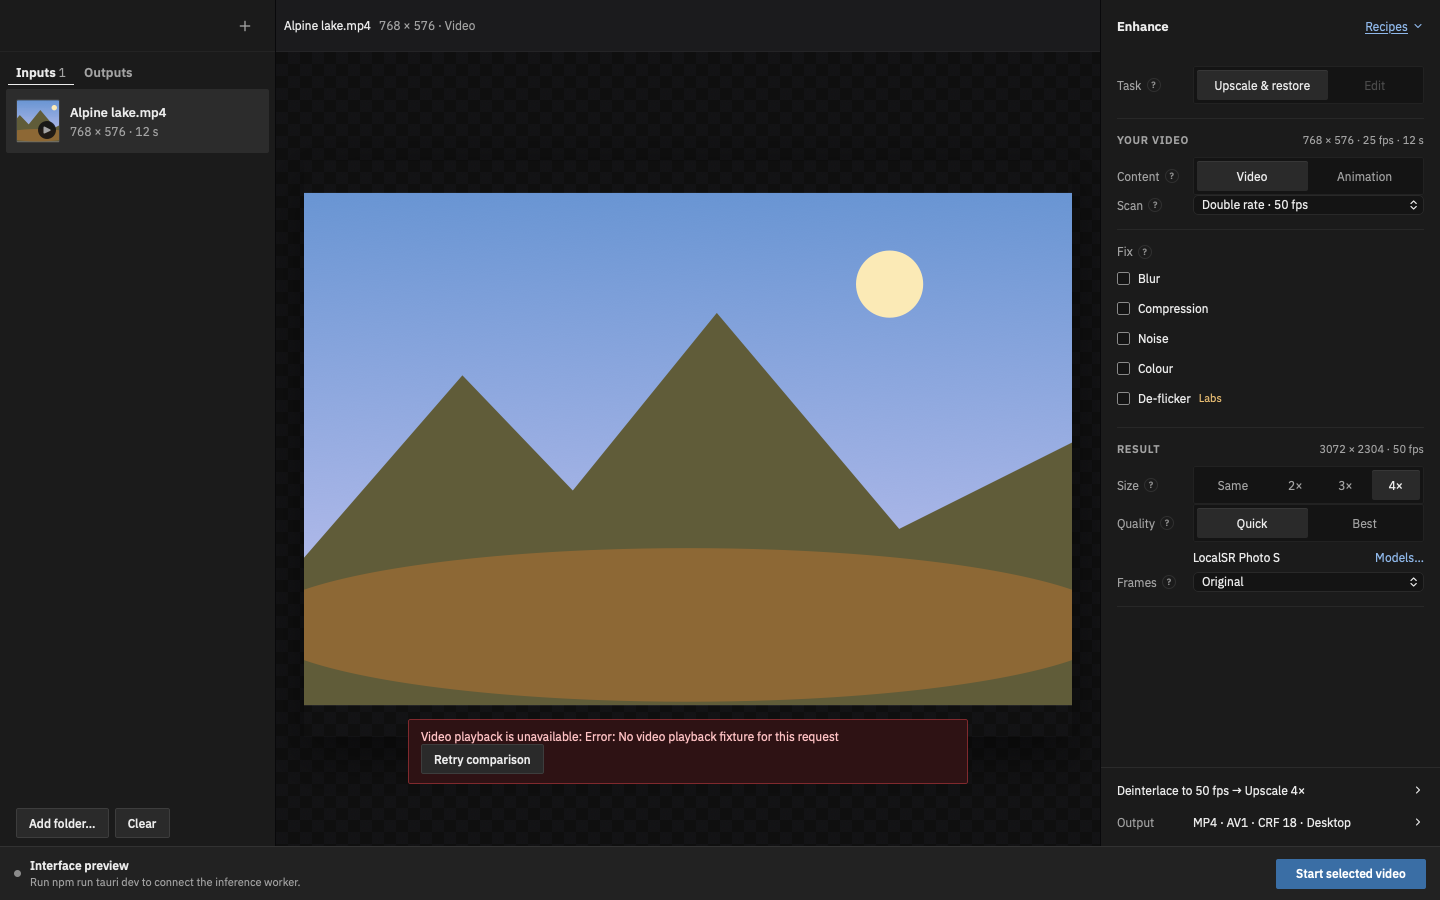 Alpine lake.mp4 768 × 576 · Video
Enhance
Recipes
Inputs 1
Outputs
Alpine lake.mp4
768 × 576 · 12 s
Task ?
Upscale & restore
Edit
YOUR VIDEO
768 × 576 · 25 fps · 12 s
Content ?
Video
Animation
Scan ?
Double rate · 50 fps
Fix ?
Blur
Compression
Noise
Colour
De-flicker Labs
RESULT
3072 × 2304 · 50 fps
Size ?
Same
2×
3×
4×
Quality ?
Quick
Best
LocalSR Photo S
Models...
Frames ?
Original
Video playback is unavailable: Error: No video playback fixture for this request
Retry comparison
Deinterlace to 50 fps → Upscale 4×
Output
MP4 · AV1 · CRF 18 · Desktop
Add folder...
Clear
Interface preview
Run npm run tauri dev to connect the inference worker.
Start selected video